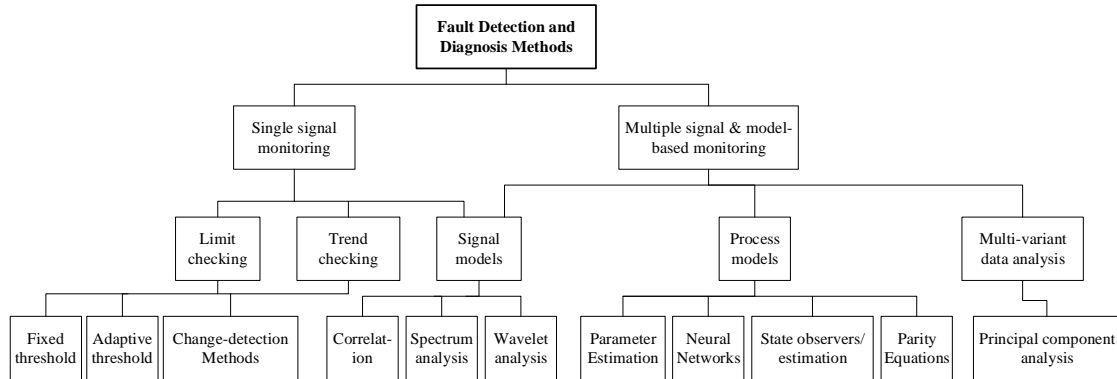 Fault Detection and
Diagnosis Methods
Single signal
monitoring
Multiple signal & model-
based monitoring
Limit
checking
Trend
checking
Signal
models
Process
models
Multi-variant
data analysis
Fixed
threshold
Adaptive
threshold
Change-detection
Methods
Correlat-
ion
Spectrum
analysis
Wavelet
analysis
Parameter
Estimation
Neural
Networks
State observers/
estimation
Parity
Equations
Principal component
analysis